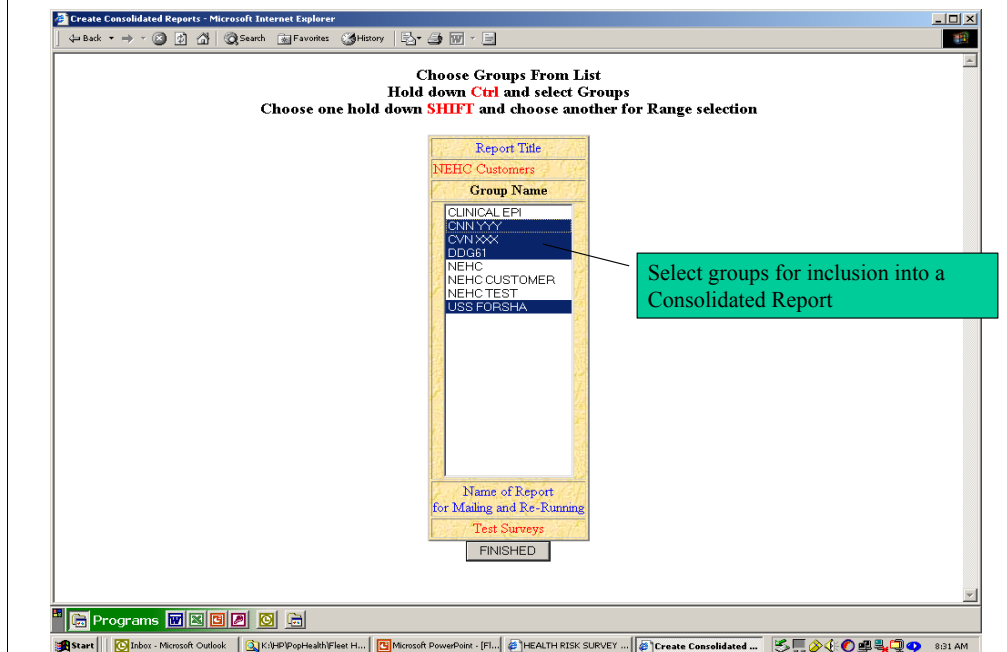 Create Consolidated Reports - Microsoft Internet Explorer
Back Search Favorites History
Choose Groups From List
Hold down Ctrl and select Groups
Choose one hold down SHIFT and choose another for Range selection
Report Title
NEHC Customers
Group Name
CLINICAL EPI
CNN YYY
CVN XXX
DDG61
NEHC
NEHC CUSTOMER
NEHC TEST
USS FORSHA
Select groups for inclusion into a
Consolidated Report
Name of Report
for Mailing and Re-Running
Test Surveys
FINISHED
Programs
Start Inbox - Microsoft Outlook K:\HP\PopHealth\Fleet H... Microsoft PowerPoint - [Fl... HEALTH RISK SURVEY ... Create Consolidated ... 8:31 AM